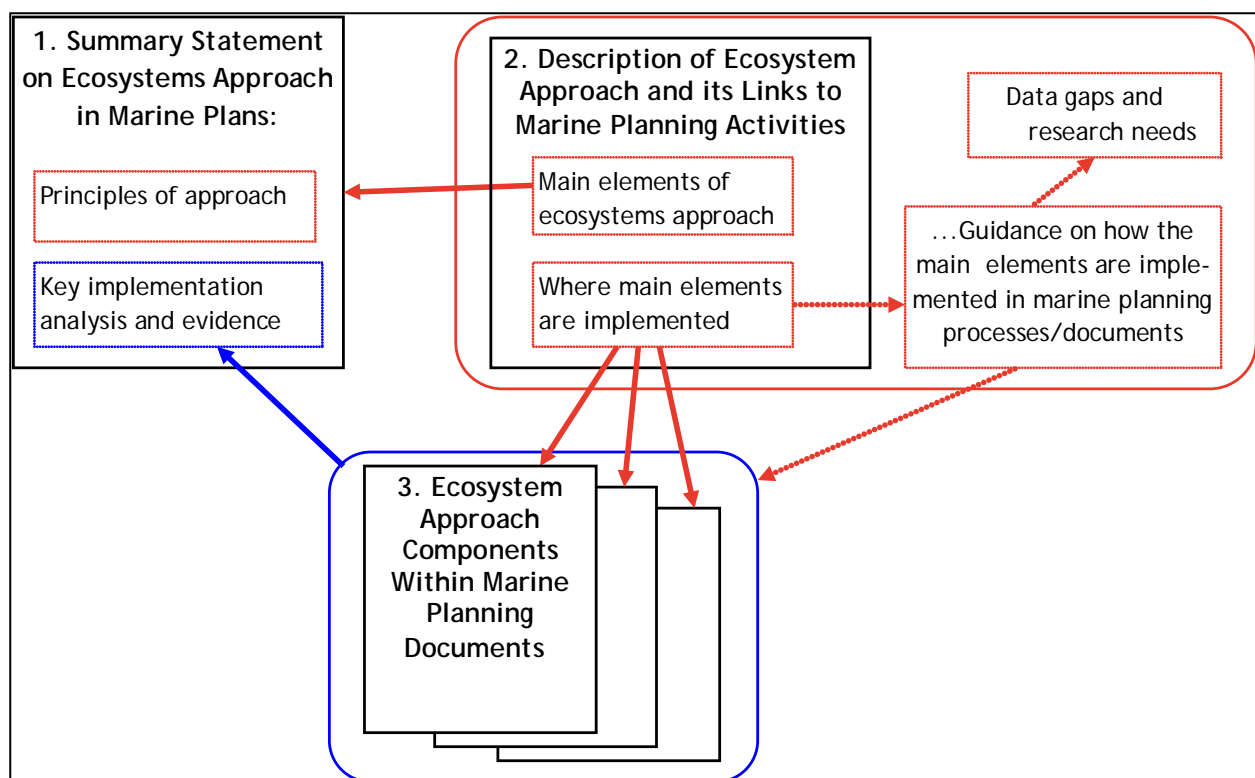 1. Summary Statement
on Ecosystems Approach
in Marine Plans:
Principles of approach
Key implementation
analysis and evidence
2. Description of Ecosystem
Approach and its Links to
Marine Planning Activities
Main elements of
ecosystems approach
Where main elements
are implemented
Data gaps and
research needs
...Guidance on how the
main elements are imple-
mented in marine planning
processes/documents
3. Ecosystem
Approach
Components
Within Marine
Planning
Documents